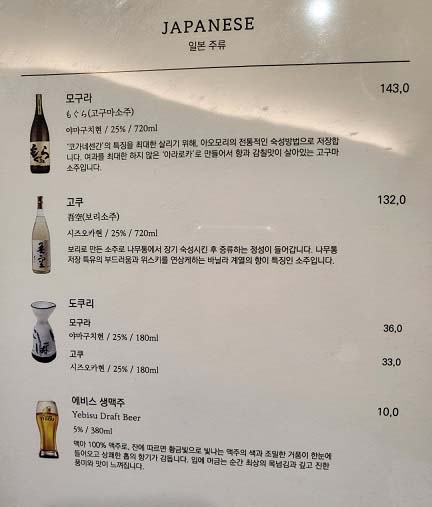 JAPANESE
일본 주류
모구라 143,0
もぐら(고구마소주)
야마구치현 / 25% / 720ml
'코가네센간'의 특징을 최대한 살리기 위해, 아오모리의 전통적인 숙성방법으로 저장합
니다. 여과를 최대한 하지 않은 '아라로카'로 만들어서 향과 감칠맛이 살아있는 고구마
소주입니다.
고쿠 132,0
吾空(보리소주)
시즈오카현 / 25% / 720ml
보리로 만든 소주로 나무통에서 장기 숙성시킨 후 증류하는 정성이 들어갑니다. 나무통
저장 특유의 부드러움과 위스키를 연상케하는 바닐라 계열의 향이 특징인 소주입니다.
도쿠리
모구라 36,0
야마구치현 / 25% / 180ml
고쿠 33,0
시즈오카현 / 25% / 180ml
에비스 생맥주 10,0
Yebisu Draft Beer
5% / 380ml
맥아 100% 맥주로, 잔에 따르면 황금빛으로 빛나는 맥주의 색과 조밀한 거품이 한눈에
들어오고 상쾌한 홉의 향기가 감돕니다. 입에 머금는 순간 최상의 목넘김과 깊고 진한
풍미와 맛이 느껴집니다.